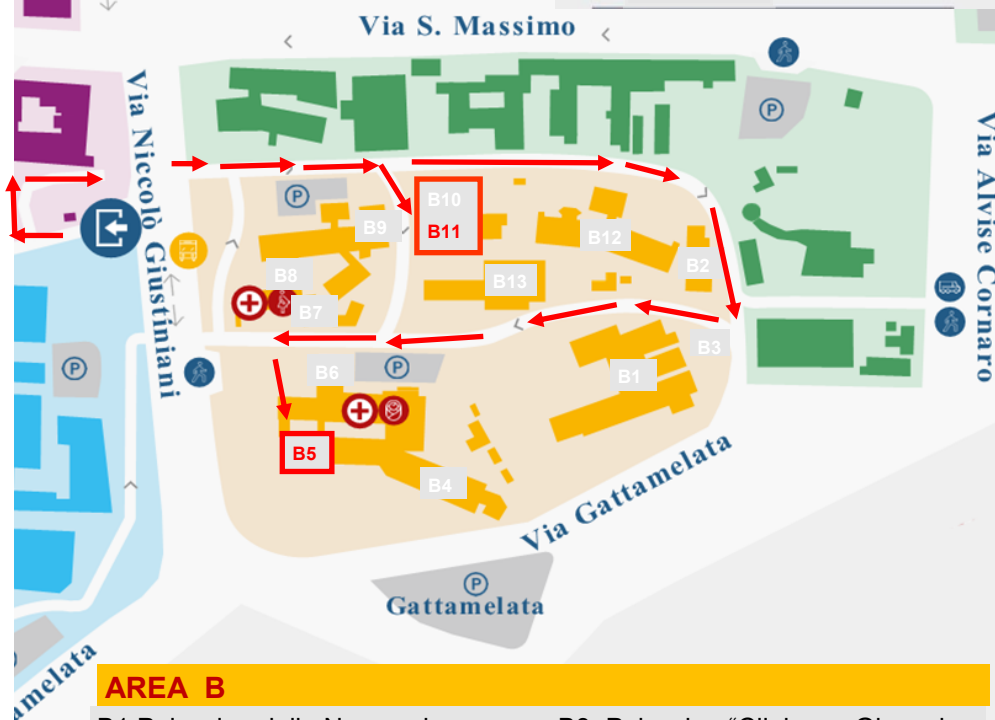 Via S. Massimo
Via Niccolò Giustiniani
Via Alvise Cornaro
P
P
B10
B9
B11
B12
B2
B8
B13
B7
B3
P
B6
P
B1
B5
B4
Via Gattamelata
P
Gattamelata
amelata
AREA B